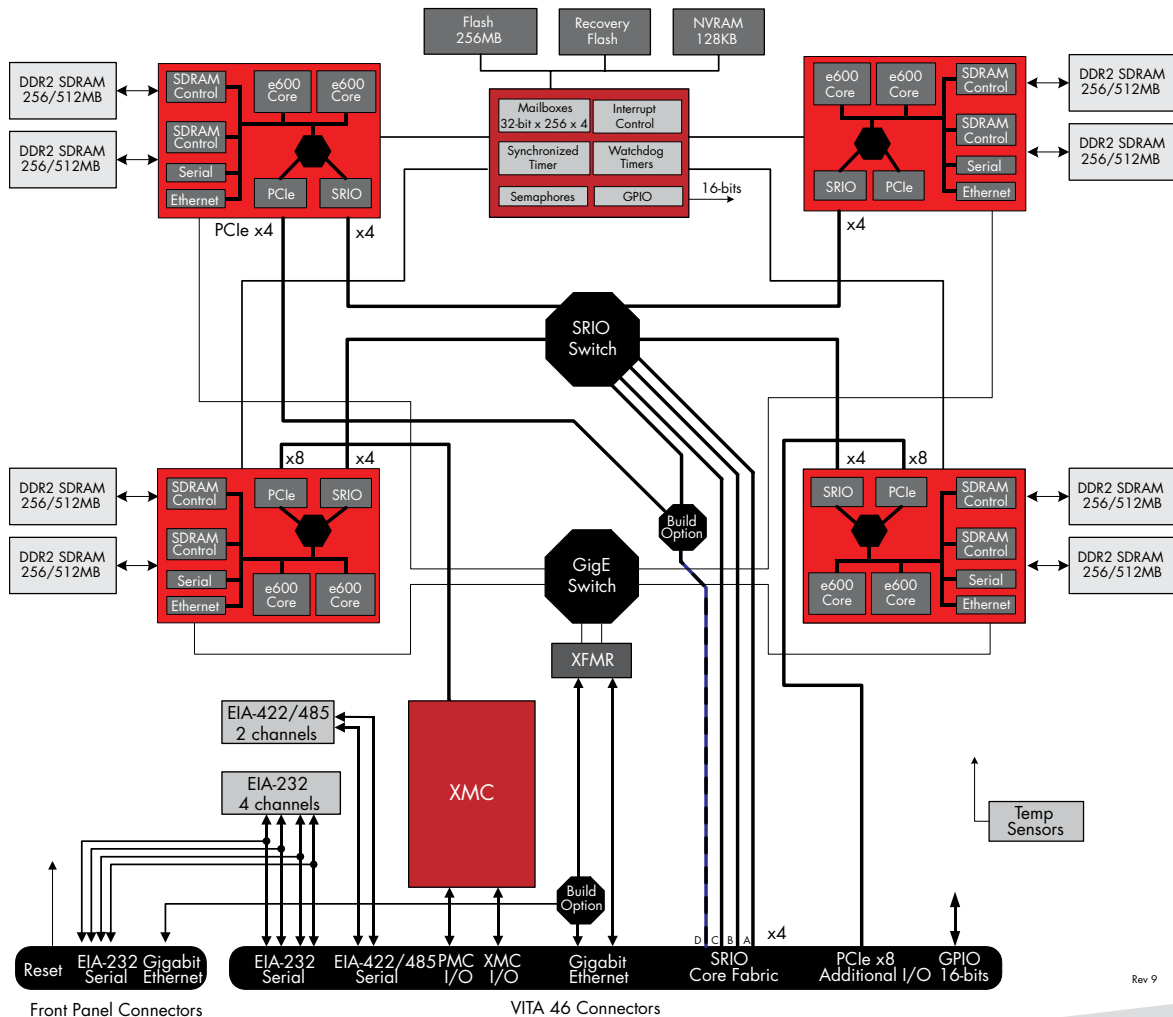 Flash
256MB
Recovery
Flash
NVRAM
128KB
DDR2 SDRAM
256/512MB
DDR2 SDRAM
256/512MB
SDRAM
Control
SDRAM
Control
Serial
Ethernet
e600
Core
e600
Core
PCIe
SRIO
Mailboxes
32-bit x 256 x 4
Interrupt
Control
Synchronized
Timer
Watchdog
Timers
Semaphores
GPIO
16-bits
e600
Core
e600
Core
SRIO
PCIe
SDRAM
Control
SDRAM
Control
Serial
Ethernet
DDR2 SDRAM
256/512MB
DDR2 SDRAM
256/512MB
PCIe x4
x4
x4
SRIO
Switch
x8
x4
x4
x8
DDR2 SDRAM
256/512MB
DDR2 SDRAM
256/512MB
SDRAM
Control
SDRAM
Control
Serial
Ethernet
PCIe
SRIO
e600
Core
e600
Core
Build
Option
GigE
Switch
XFMR
SRIO
PCIe
e600
Core
e600
Core
SDRAM
Control
SDRAM
Control
Serial
Ethernet
DDR2 SDRAM
256/512MB
DDR2 SDRAM
256/512MB
EIA-422/485
2 channels
EIA-232
4 channels
XMC
Temp
Sensors
Build
Option
D C B A
x4
Reset
EIA-232
Serial
Gigabit
Ethernet
EIA-232
Serial
EIA-422/485
Serial
PMC
I/O
XMC
I/O
Gigabit
Ethernet
SRIO
Core Fabric
PCIe x8
Additional I/O
GPIO
16-bits
Rev 9
Front Panel Connectors
VITA 46 Connectors